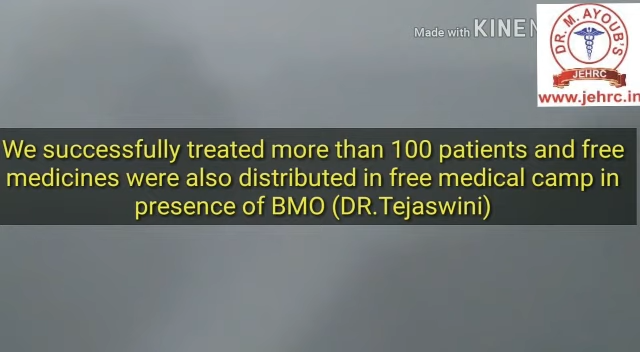 Made with KINEM
DR. M. AYOUB'S
JEHRC
www.jehrc.in
We successfully treated more than 100 patients and free
medicines were also distributed in free medical camp in
presence of BMO (DR.Tejaswini)